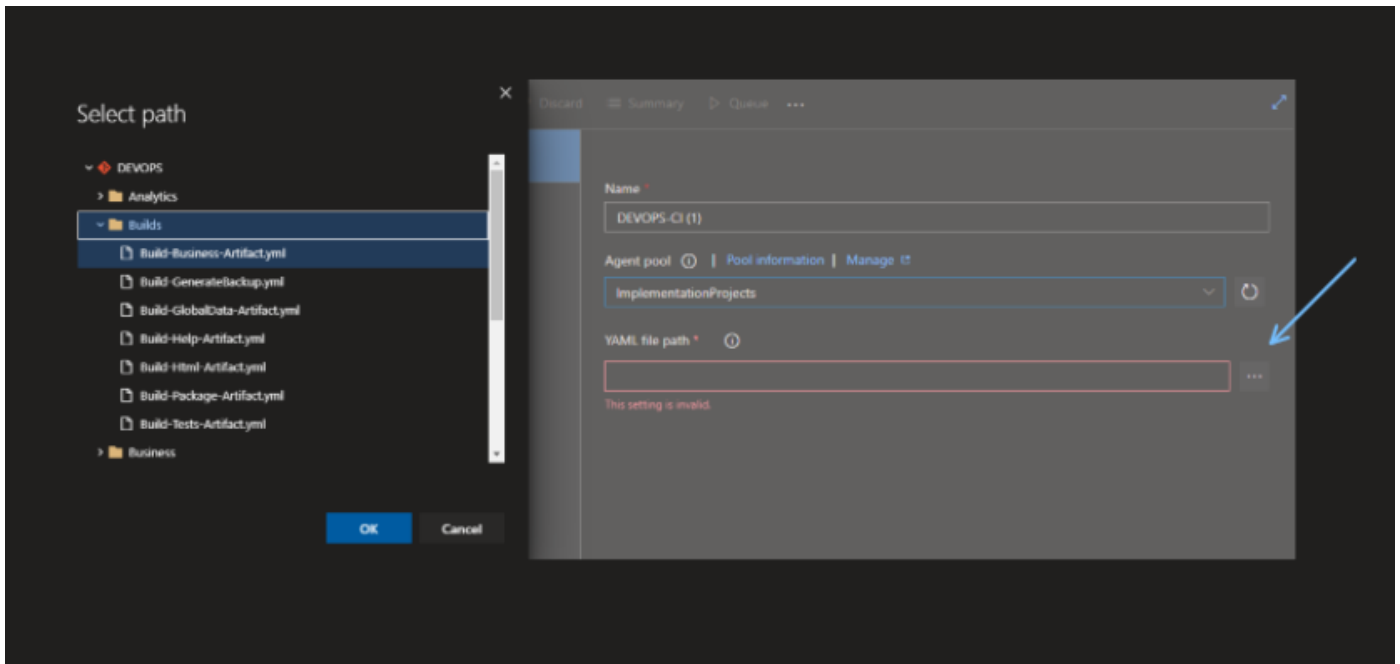 Select path
DEVOPS
Analytics
Builds
Build-Business-Artifact.yml
Build-GenerateBackup.yml
Build-GlobalData-Artifact.yml
Build-Help-Artifact.yml
Build-Html-Artifact.yml
Build-Package-Artifact.yml
Build-Tests-Artifact.yml
Business
OK Cancel
Discard Summary Queue ...
Name *
DEVOPS-CI (1)
Agent pool | Pool information | Manage
ImplementationProjects
YAML file path *
...
This setting is invalid.